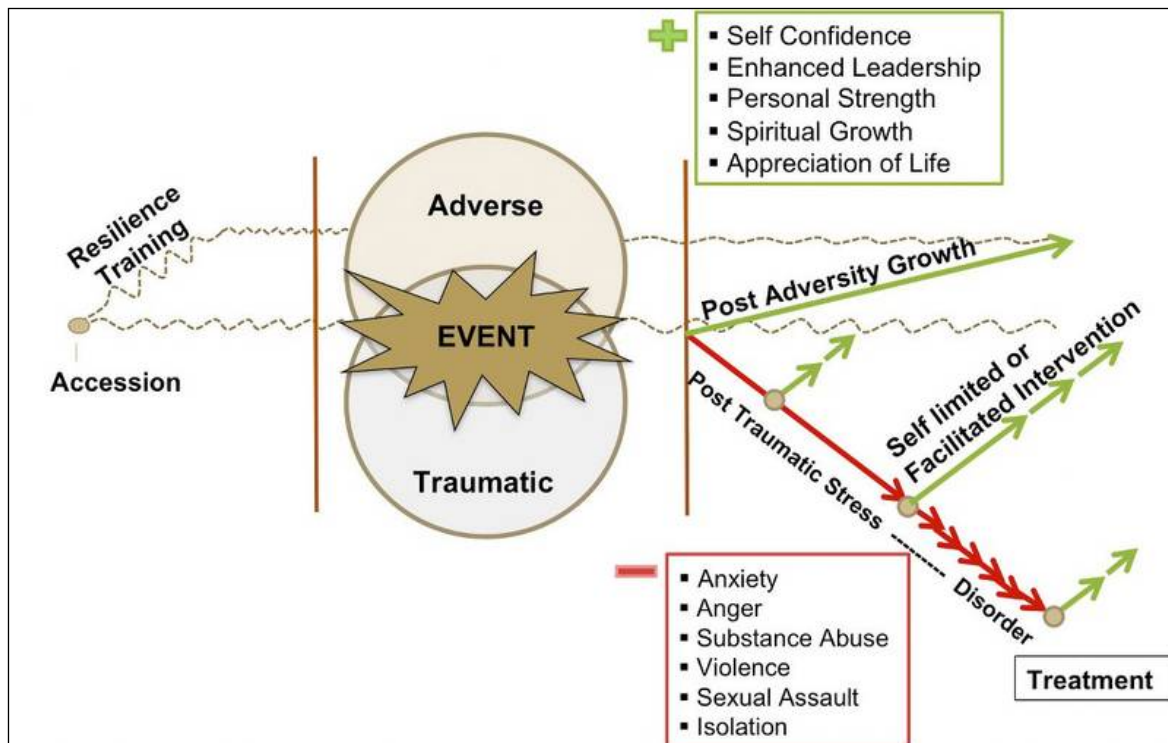 ▪ Self Confidence
▪ Enhanced Leadership
▪ Personal Strength
▪ Spiritual Growth
▪ Appreciation of Life
Resilience
Training
Accession
Adverse
EVENT
Traumatic
Post Adversity Growth
Self limited or
Facilitated Intervention
Post Traumatic Stress -------- Disorder
▪ Anxiety
▪ Anger
▪ Substance Abuse
▪ Violence
▪ Sexual Assault
▪ Isolation
Treatment